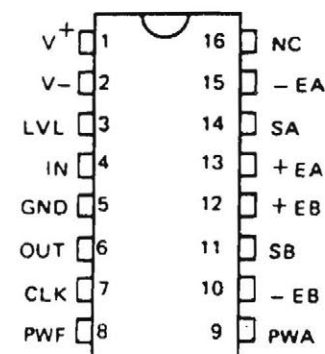 V+ 1 16 NC
V- 2 15 - EA
LVL 3 14 SA
IN 4 13 + EA
GND 5 12 + EB
OUT 6 11 SB
CLK 7 10 - EB
PWF 8 9 PWA